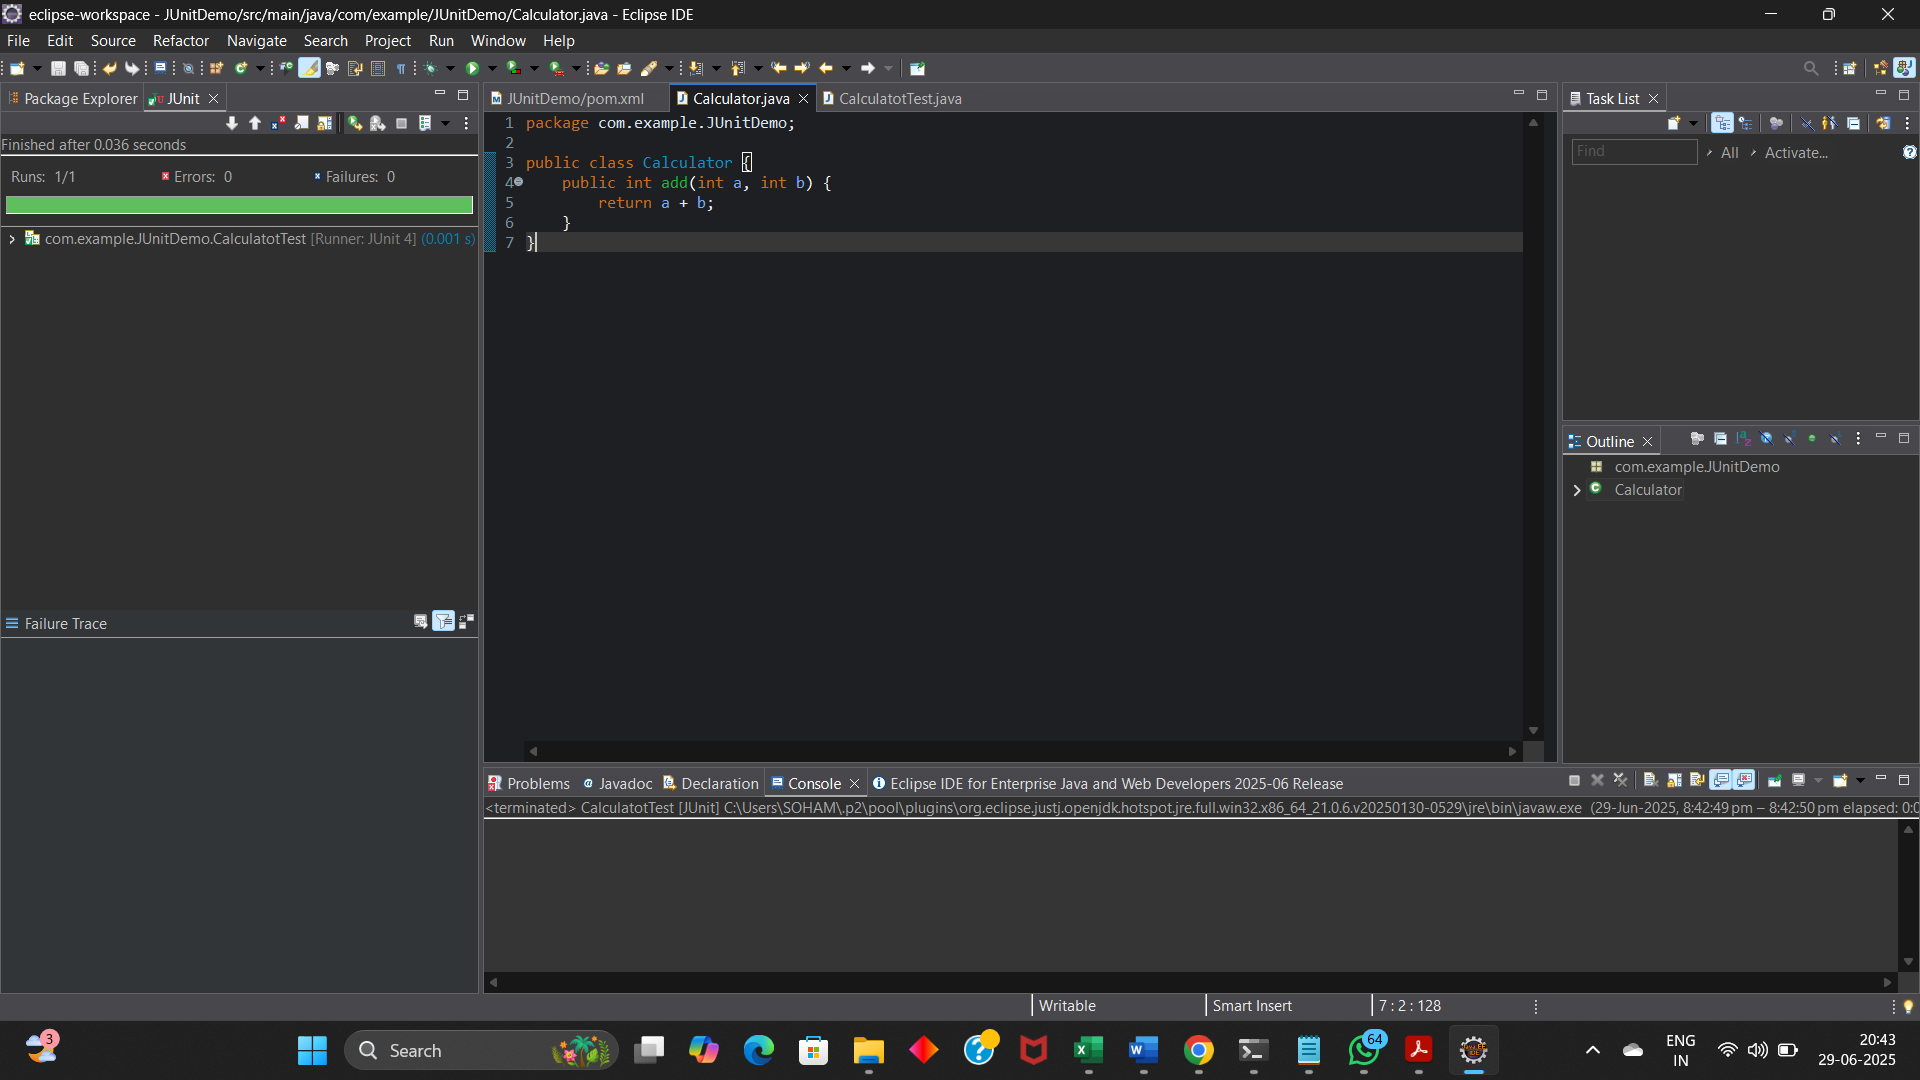 eclipse-workspace - JUnitDemo/src/main/java/com/example/JUnitDemo/Calculator.java - Eclipse IDE
File Edit Source Refactor Navigate Search Project Run Window Help
Package Explorer JUnit
Finished after 0.036 seconds
Runs: 1/1 Errors: 0 Failures: 0
com.example.JUnitDemo.CalculatotTest [Runner: JUnit 4] (0.001 s)
Failure Trace
JUnitDemo/pom.xml Calculator.java CalculatotTest.java
1 package com.example.JUnitDemo;
2
3 public class Calculator {
4 public int add(int a, int b) {
5 return a + b;
6 }
7 }
Task List
Find All Activate...
Outline
com.example.JUnitDemo
Calculator
Problems Javadoc Declaration Console Eclipse IDE for Enterprise Java and Web Developers 2025-06 Release
<terminated> CalculatotTest [JUnit] C:\Users\SOHAM\.p2\pool\plugins\org.eclipse.justj.openjdk.hotspot.jre.full.win32.x86_64_21.0.6.v20250130-0529\jre\bin\javaw.exe (29-Jun-2025, 8:42:49 pm – 8:42:50 pm elapsed: 0:0
Writable Smart Insert 7 : 2 : 128
3
Search
64
ENG
IN
20:43
29-06-2025